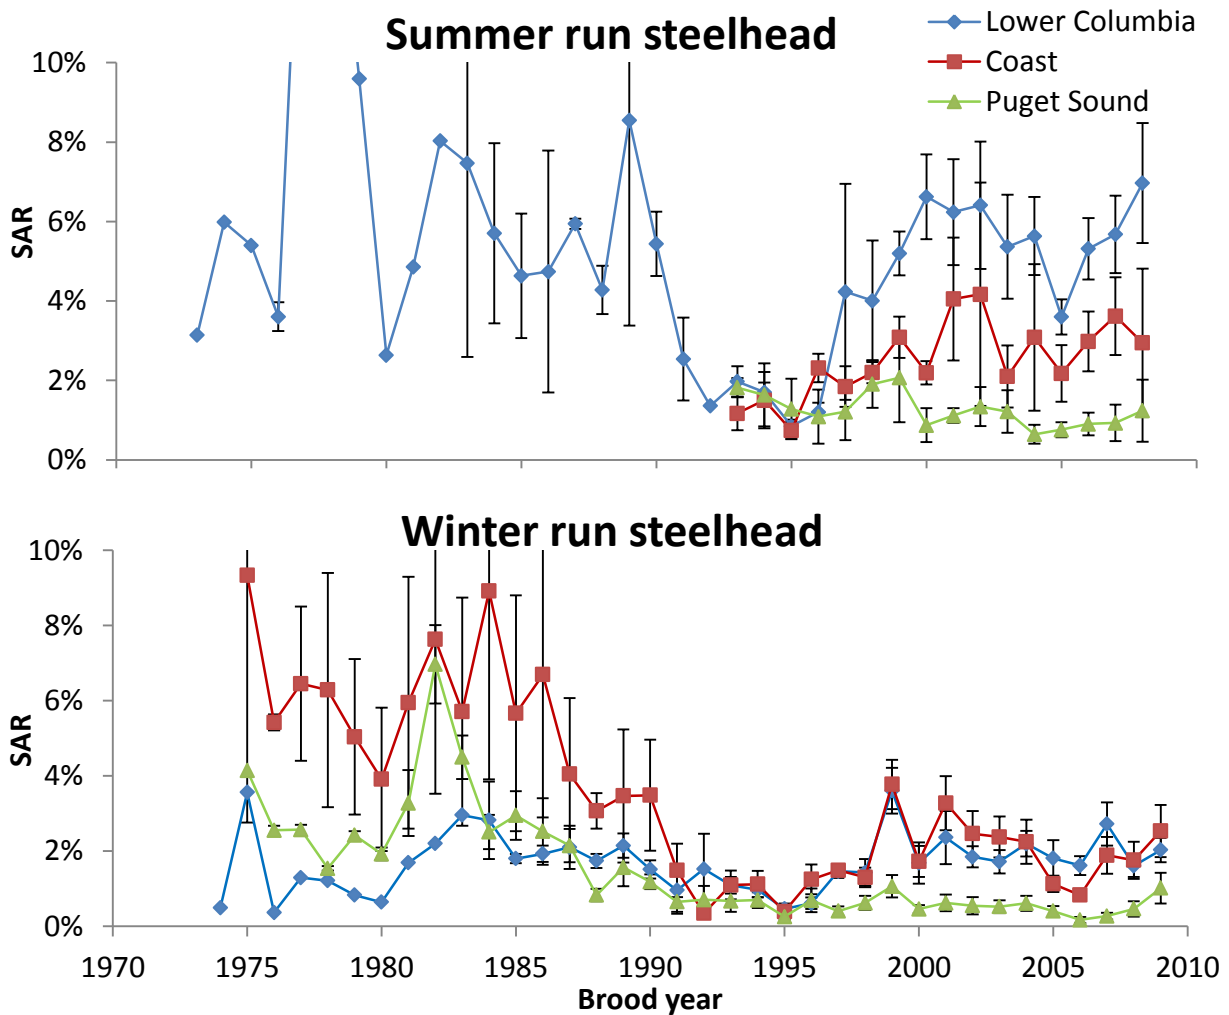 Summer run steelhead
Lower Columbia
Coast
Puget Sound
SAR
10%
8%
6%
4%
2%
0%
Winter run steelhead
SAR
10%
8%
6%
4%
2%
0%
1970 1975 1980 1985 1990 1995 2000 2005 2010
Brood year